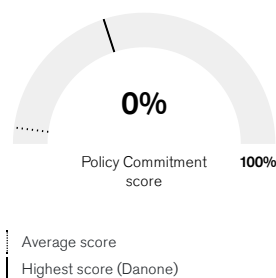 0%
Policy Commitment 100%
score
Average score
Highest score (Danone)